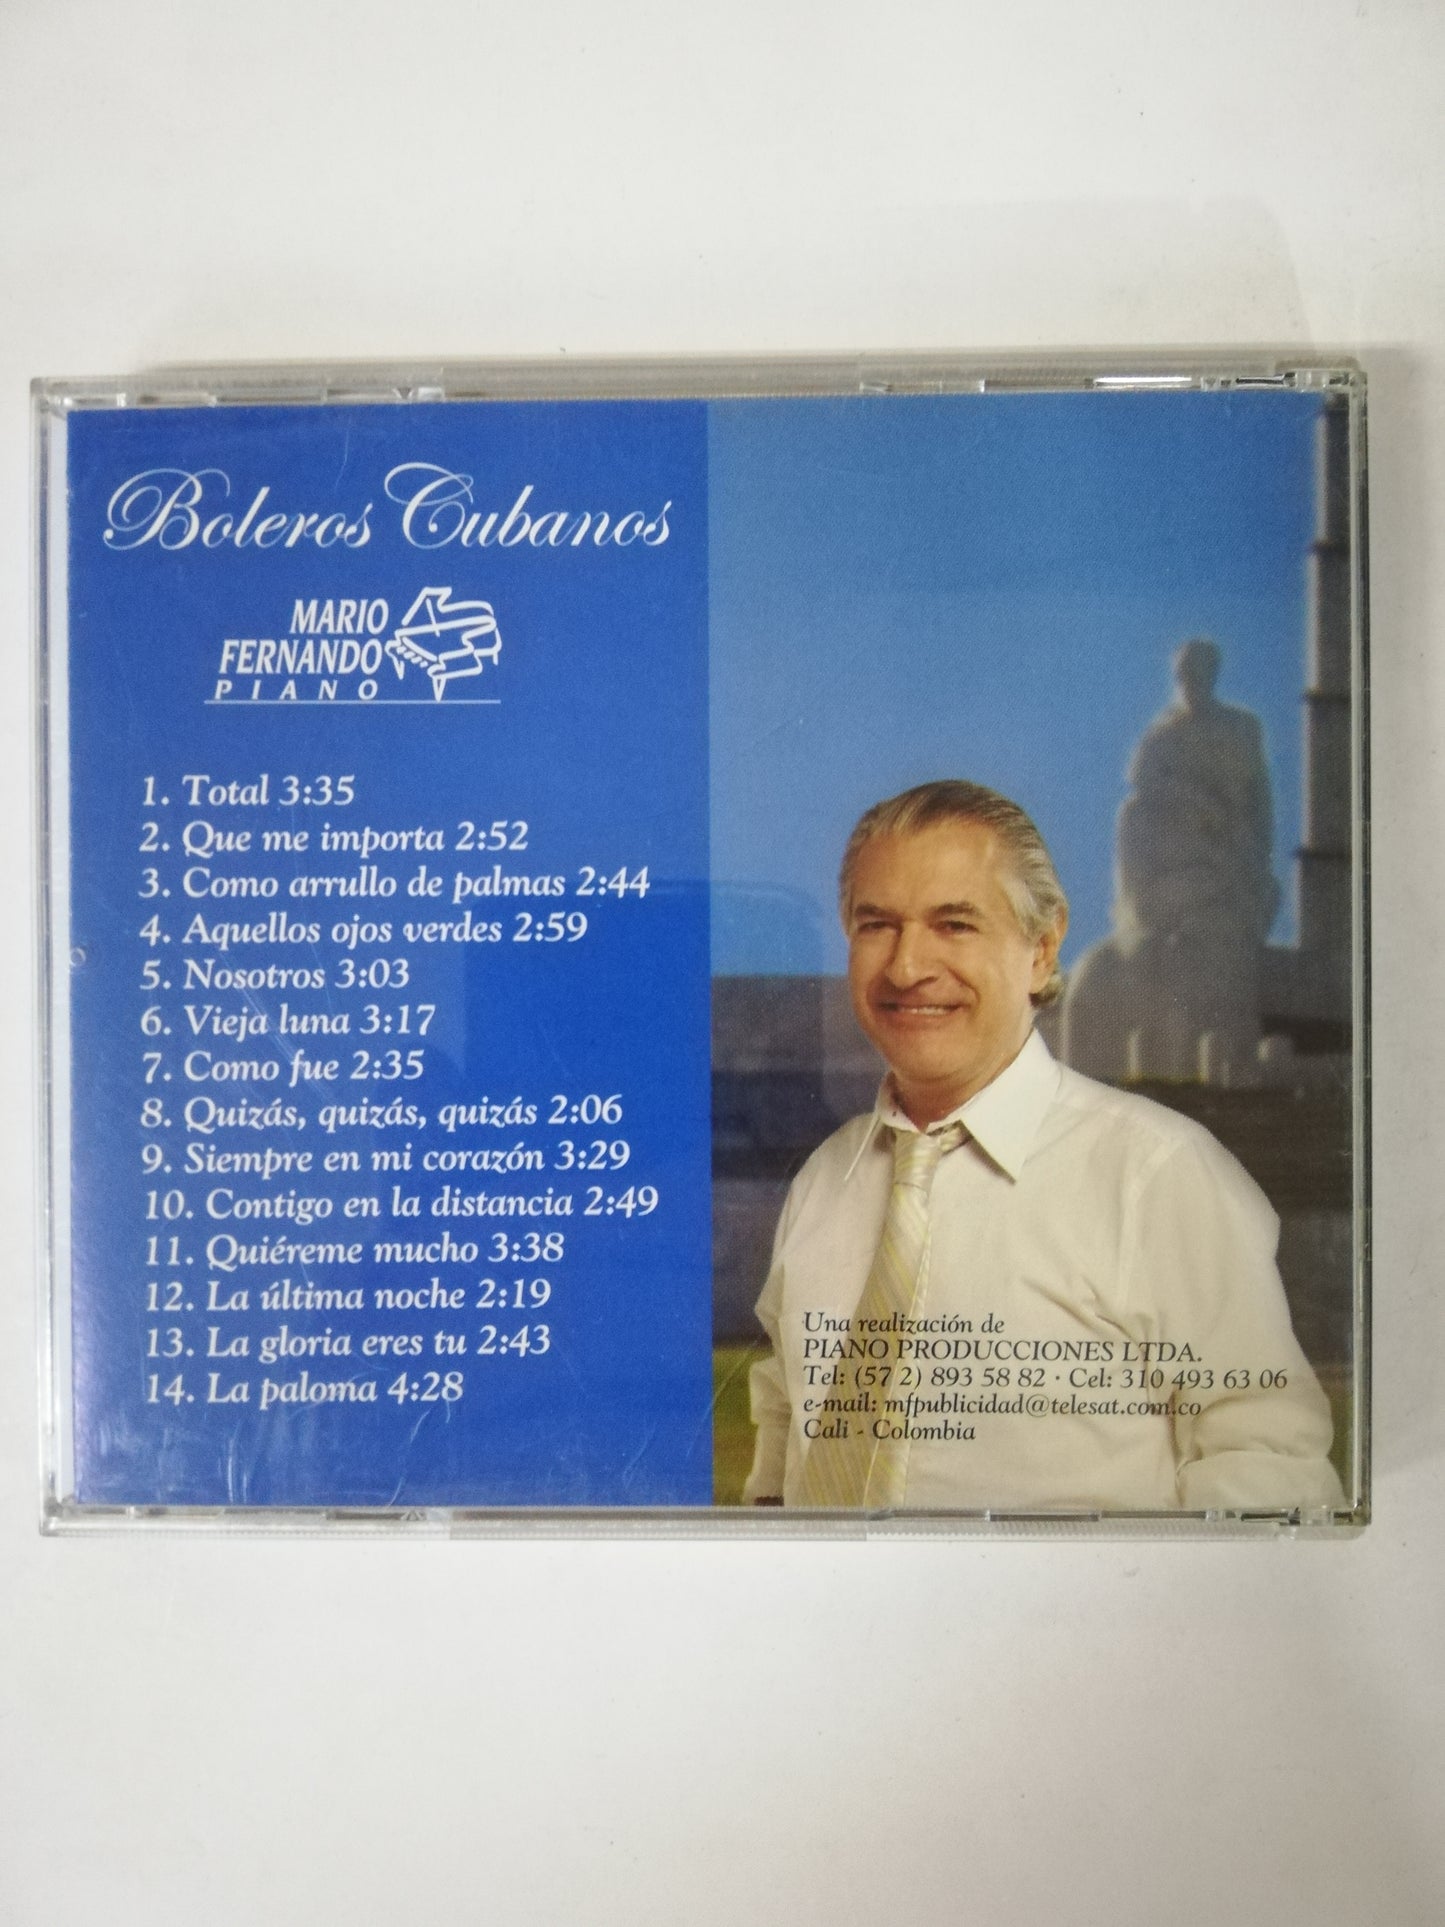 Boleros Cubanos
MARIO
FERNANDO
PIANO
1. Total 3:35
2. Que me importa 2:52
3. Como arrullo de palmas 2:44
4. Aquellos ojos verdes 2:59
5. Nosotros 3:03
6. Vieja luna 3:17
7. Como fue 2:35
8. Quizás, quizás, quizás 2:06
9. Siempre en mi corazón 3:29
10. Contigo en la distancia 2:49
11. Quiéreme mucho 3:38
12. La última noche 2:19
13. La gloria eres tu 2:43
14. La paloma 4:28
Una realización de
PIANO PRODUCCIONES LTDA.
Tel: (57 2) 893 58 82 · Cel: 310 493 63 06
e-mail: mfpublicidad@telesat.com.co
Cali - Colombia